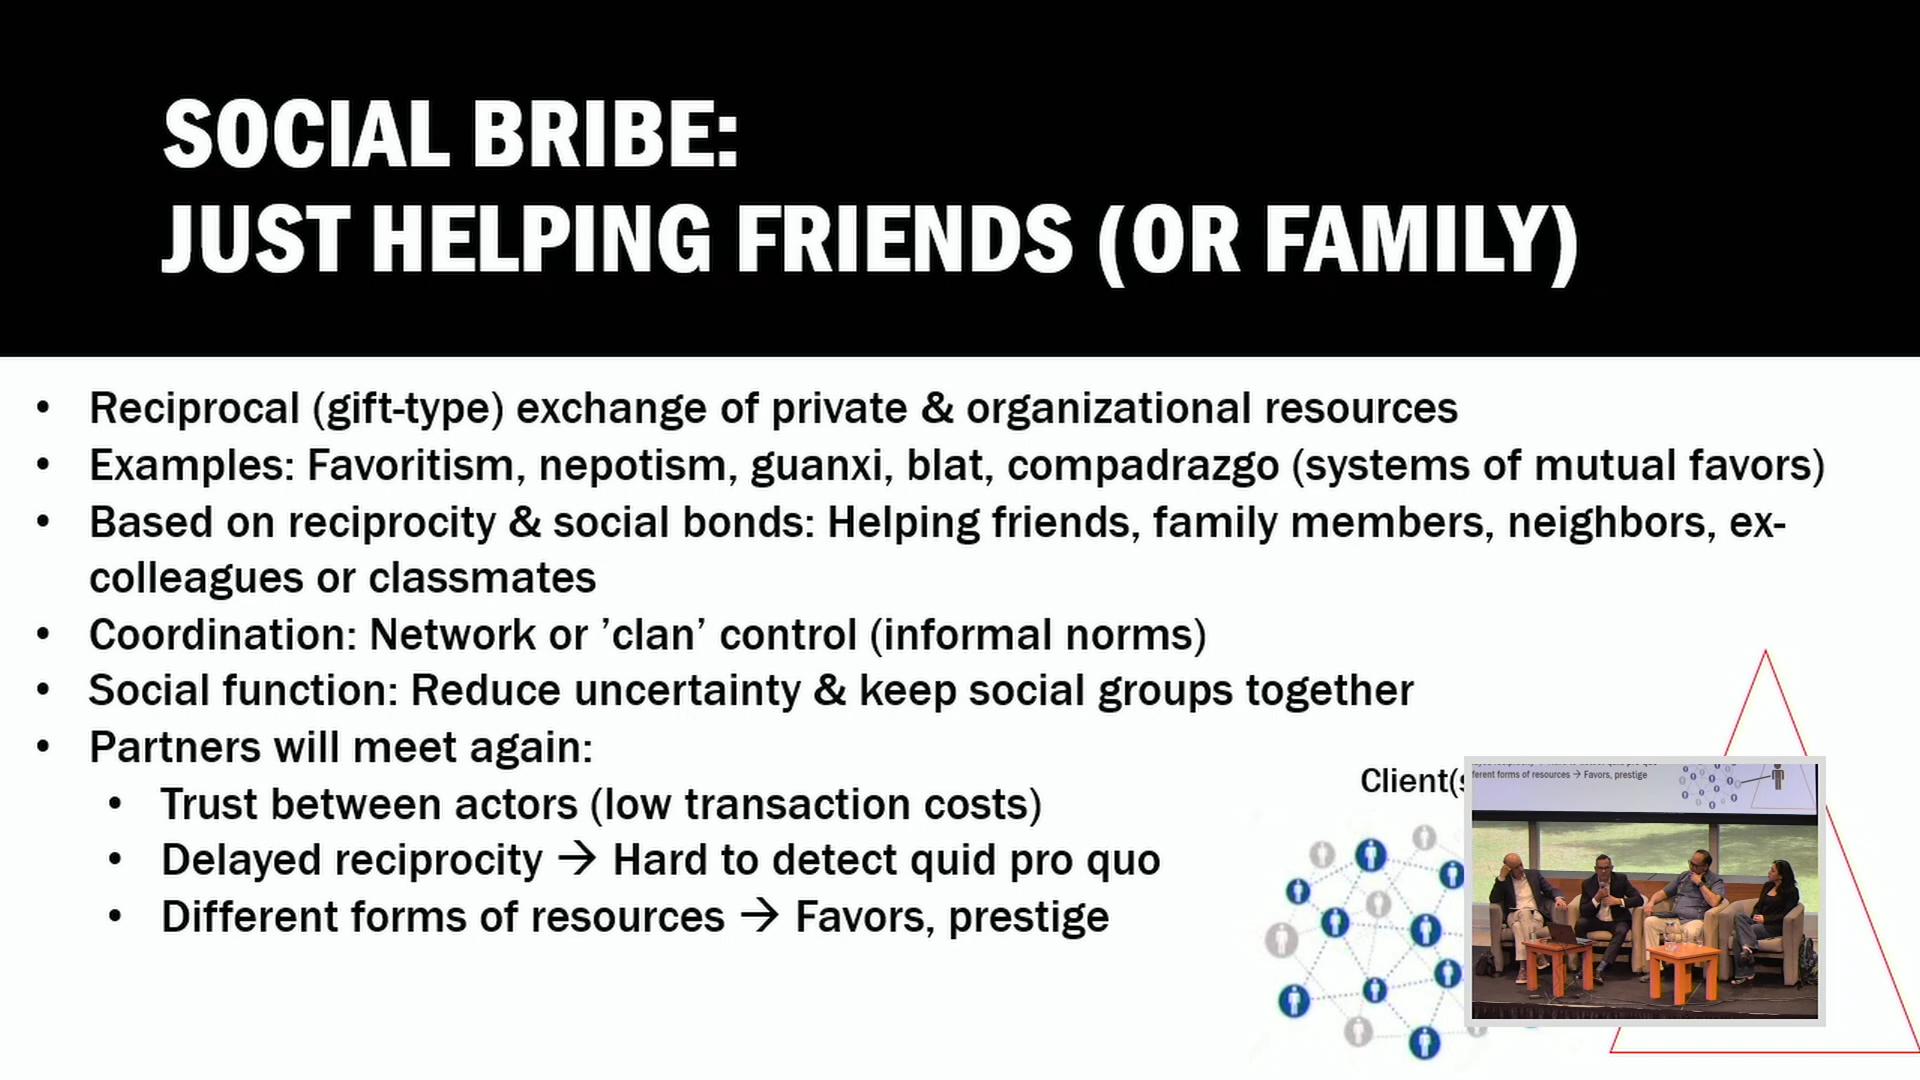 SOCIAL BRIBE:
JUST HELPING FRIENDS (OR FAMILY)
• Reciprocal (gift-type) exchange of private & organizational resources
• Examples: Favoritism, nepotism, guanxi, blat, compadrazgo (systems of mutual favors)
• Based on reciprocity & social bonds: Helping friends, family members, neighbors, ex-
colleagues or classmates
• Coordination: Network or ’clan’ control (informal norms)
• Social function: Reduce uncertainty & keep social groups together
• Partners will meet again:
• Trust between actors (low transaction costs)
• Delayed reciprocity → Hard to detect quid pro quo
• Different forms of resources → Favors, prestige
Client(s
ferent forms of resources → Favors, prestige